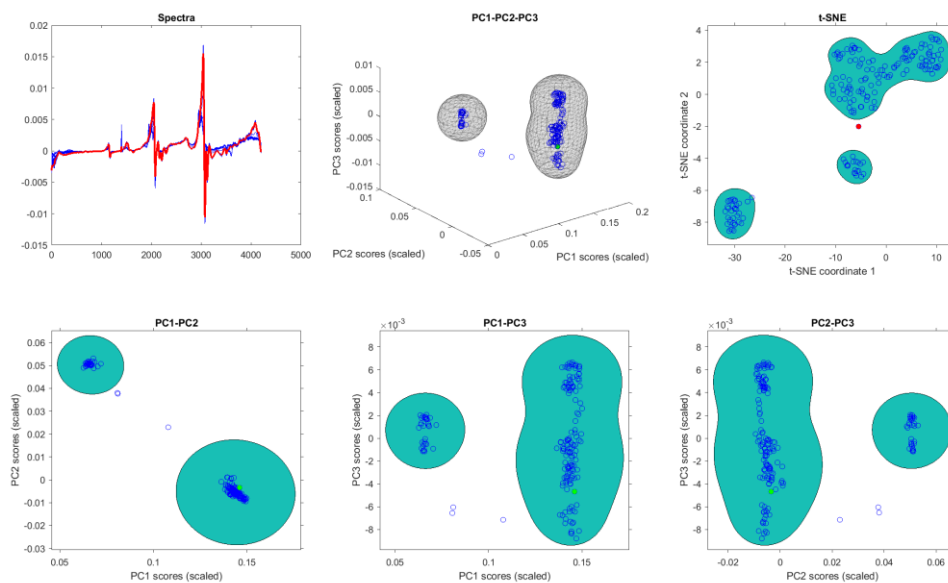 Spectra
0.02
0.015
0.01
0.005
0
-0.005
-0.01
-0.015
0 1000 2000 3000 4000 5000
PC1-PC2-PC3
PC3 scores (scaled)
0.01
0.005
0
-0.005
-0.01
-0.015
0.1
0.05
0
-0.05
PC2 scores (scaled)
0
0.05
0.1
0.15
0.2
PC1 scores (scaled)
t-SNE
t-SNE coordinate 2
4
2
0
-2
-4
-6
-8
-30 -20 -10 0 10
t-SNE coordinate 1
PC1-PC2
PC2 scores (scaled)
0.06
0.05
0.04
0.03
0.02
0.01
0
-0.01
-0.02
-0.03
0.05 0.1 0.15
PC1 scores (scaled)
PC1-PC3
×10⁻³
PC3 scores (scaled)
8
6
4
2
0
-2
-4
-6
-8
0.05 0.1 0.15
PC1 scores (scaled)
PC2-PC3
×10⁻³
PC3 scores (scaled)
8
6
4
2
0
-2
-4
-6
-8
-0.02 0 0.02 0.04 0.06
PC2 scores (scaled)